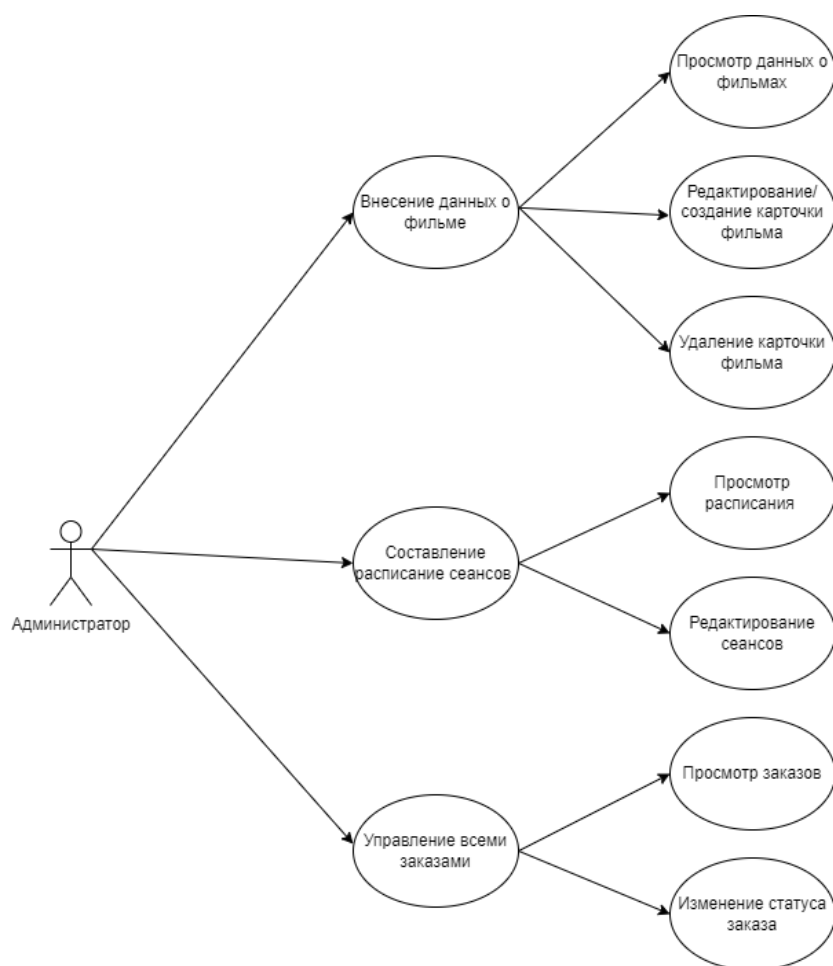 Просмотр данных о
фильмах
Внесение данных о
фильме
Редактирование/
создание карточки
фильма
Удаление карточки
фильма
Просмотр
расписания
Составление
расписание сеансов
Администратор
Редактирование
сеансов
Просмотр заказов
Управление всеми
заказами
Изменение статуса
заказа